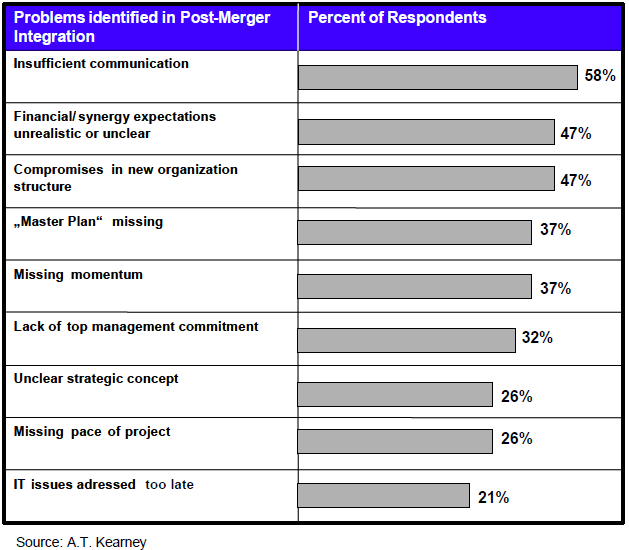 Problems identified in Post-Merger
Integration
Percent of Respondents
Insufficient communication
58%
Financial/ synergy expectations
unrealistic or unclear
47%
Compromises in new organization
structure
47%
„Master Plan“ missing
37%
Missing momentum
37%
Lack of top management commitment
32%
Unclear strategic concept
26%
Missing pace of project
26%
IT issues adressed too late
21%
Source: A.T. Kearney